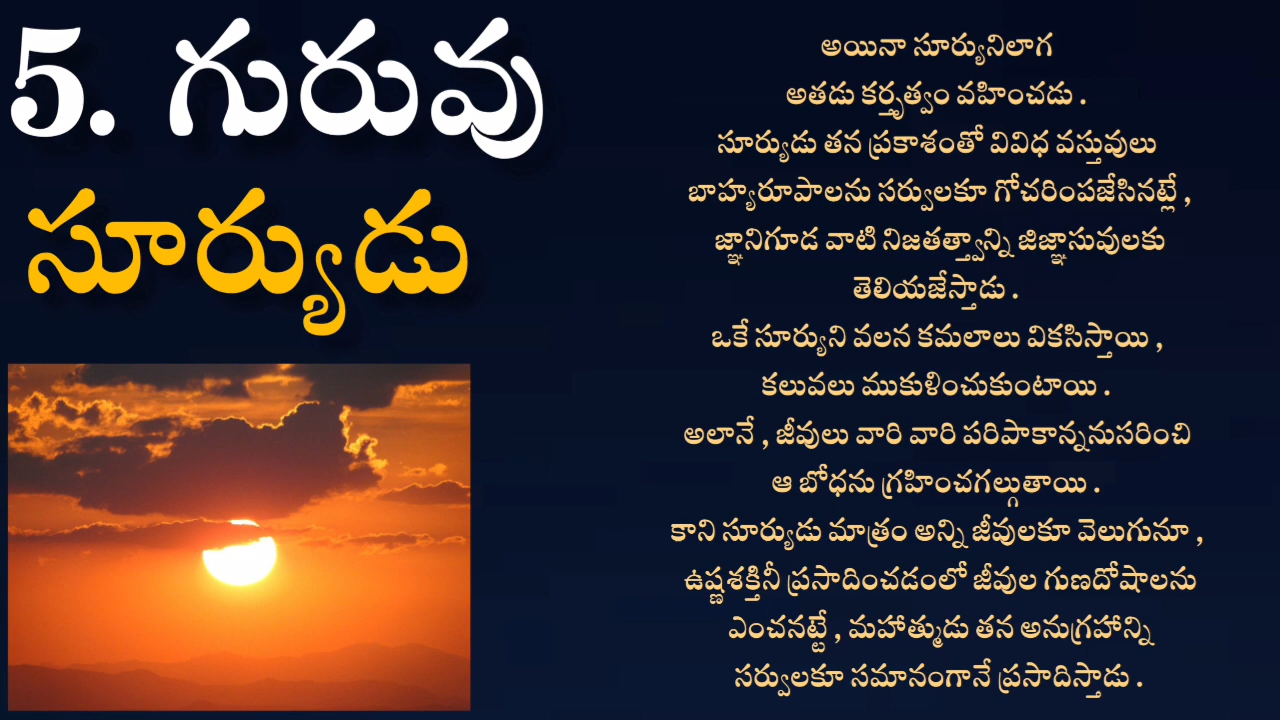 5. గురువు
సూర్యుడు
అయినా సూర్యునిలాగ
అతడు కర్తృత్వం వహించడు .
సూర్యుడు తన ప్రకాశంతో వివిధ వస్తువులు
బాహ్యరూపాలను సర్వులకూ గోచరింపజేసినట్లే ,
జ్ఞానిగూడ వాటి నిజతత్త్వాన్ని జిజ్ఞాసువులకు
తెలియజేస్తాడు .
ఒకే సూర్యుని వలన కమలాలు వికసిస్తాయి ,
కలువలు ముకుళించుకుంటాయి .
అలానే , జీవులు వారి వారి పరిపాకాన్ననుసరించి
ఆ బోధను గ్రహించగల్గుతాయి .
కాని సూర్యుడు మాత్రం అన్ని జీవులకూ వెలుగునూ ,
ఉష్ణశక్తినీ ప్రసాదించడంలో జీవుల గుణదోషాలను
ఎంచనట్టే , మహాత్ముడు తన అనుగ్రహాన్ని
సర్వులకూ సమానంగానే ప్రసాదిస్తాడు .